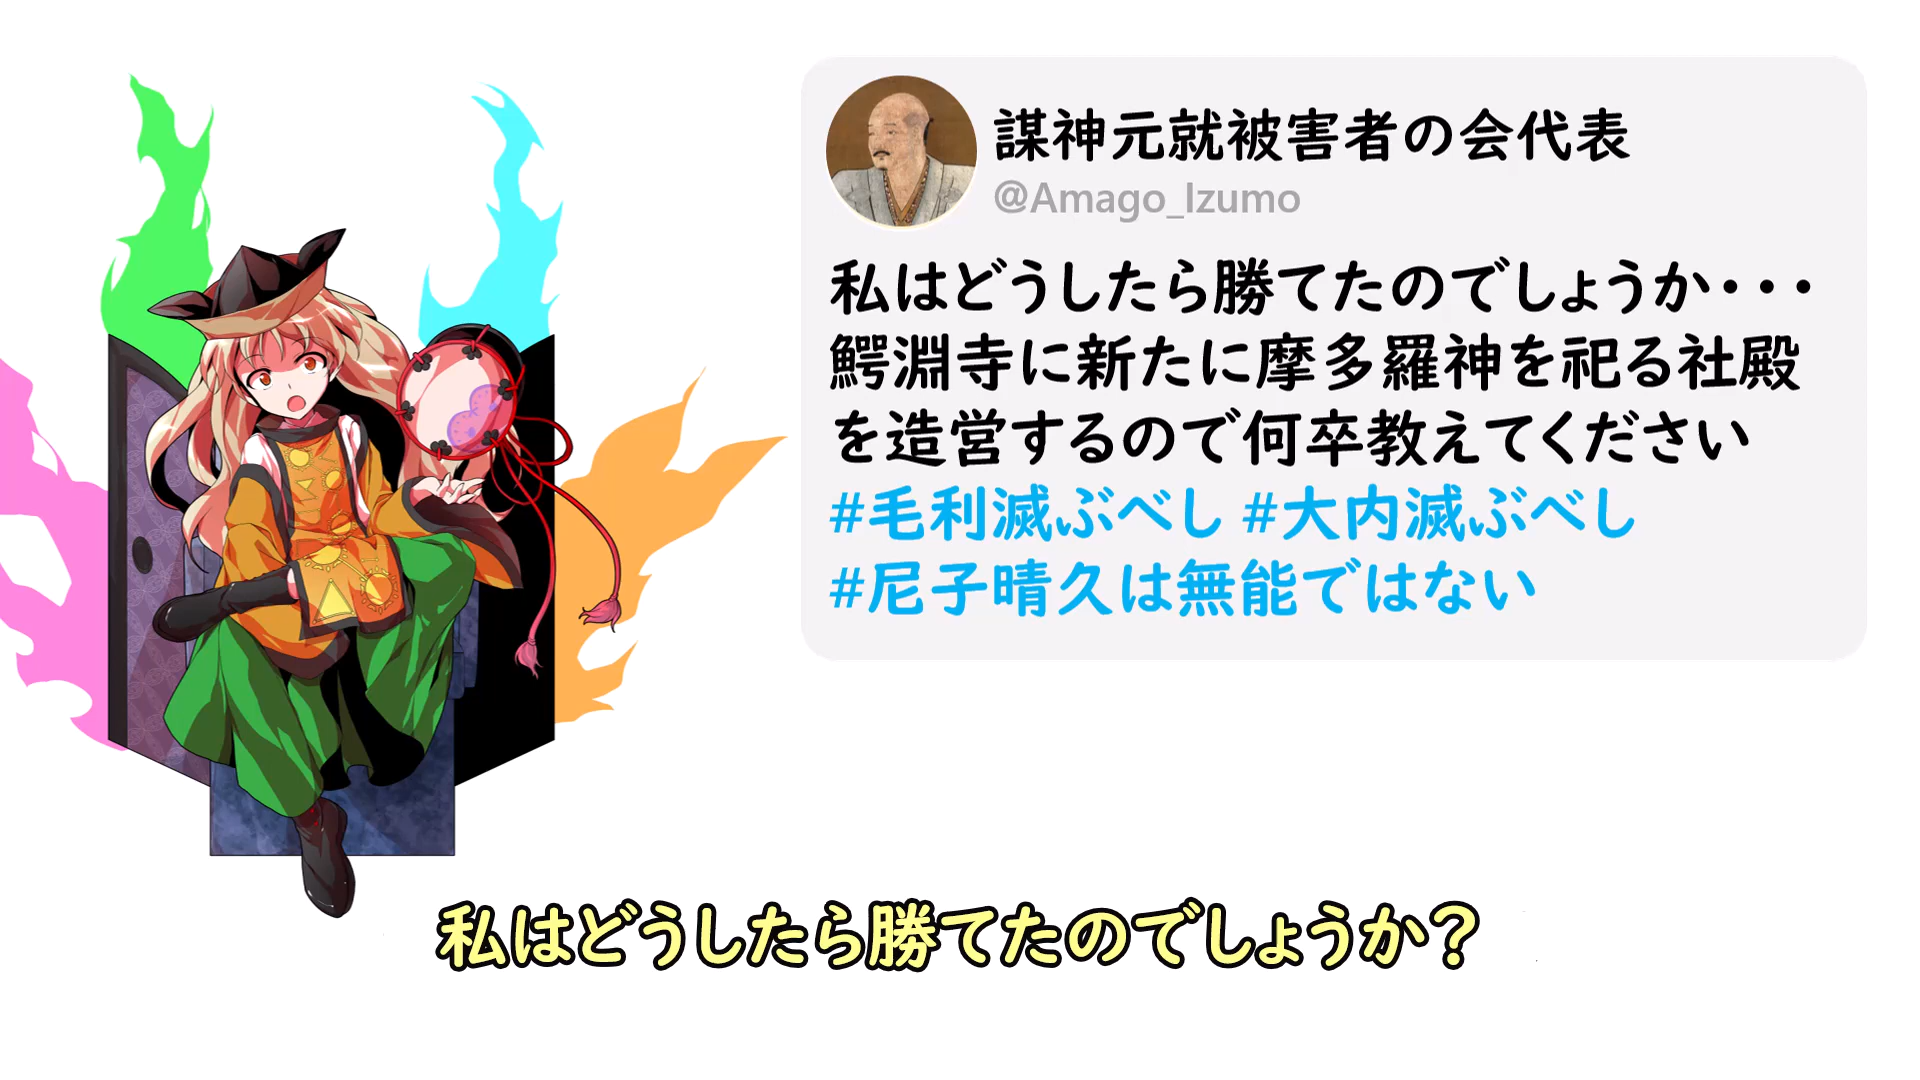 謀神元就被害者の会代表
@Amago_Izumo
私はどうしたら勝てたのでしょうか・・・
鰐淵寺に新たに摩多羅神を祀る社殿
を造営するので何卒教えてください
#毛利滅ぶべし #大内滅ぶべし
#尼子晴久は無能ではない
私はどうしたら勝てたのでしょうか?